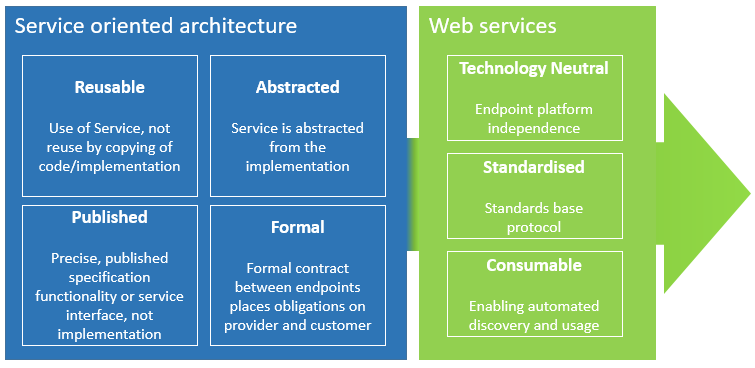 Service oriented architecture
Reusable
Use of Service, not
reuse by copying of
code/implementation
Abstracted
Service is abstracted
from the
implementation
Published
Precise, published
specification
functionality or service
interface, not
implementation
Formal
Formal contract
between endpoints
places obligations on
provider and customer
Web services
Technology Neutral
Endpoint platform
independence
Standardised
Standards base
protocol
Consumable
Enabling automated
discovery and usage